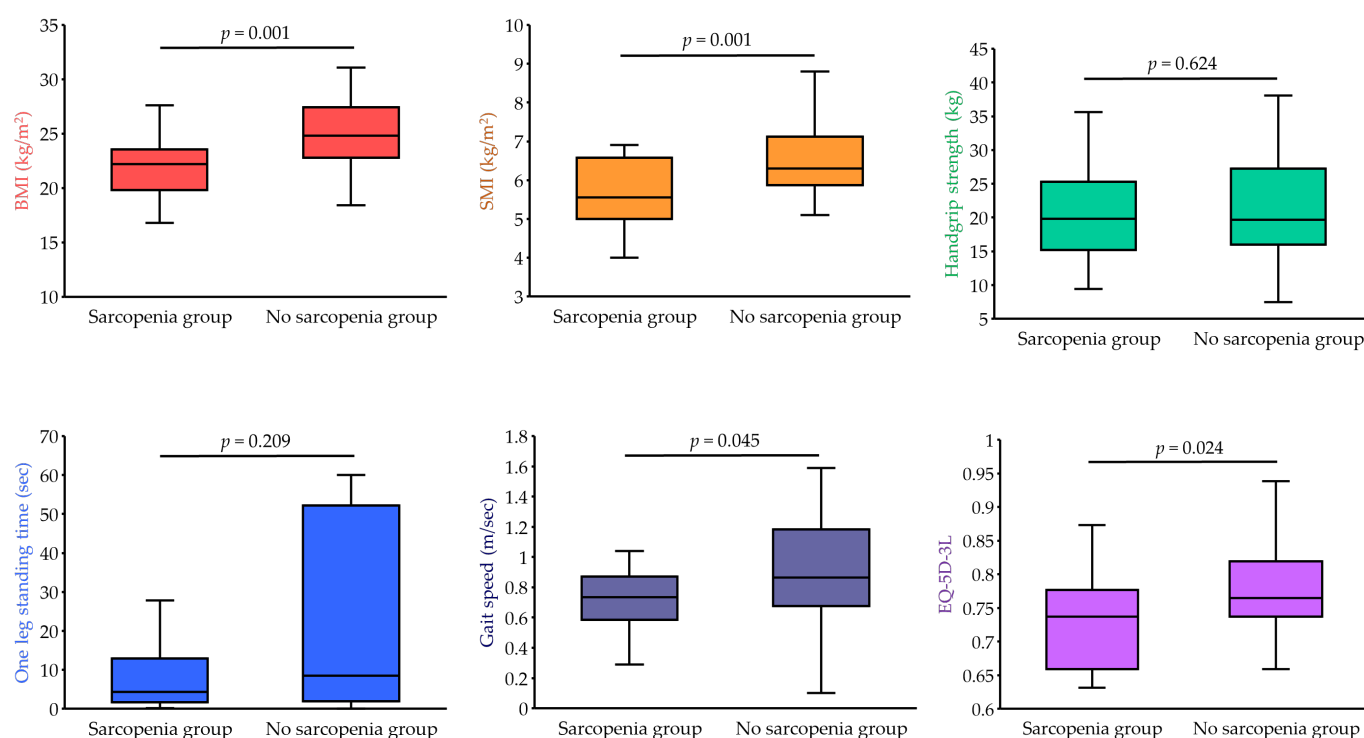 35
30
25
20
15
10
BMI (kg/m²)
p = 0.001
Sarcopenia group
No sarcopenia group
10
9
8
7
6
5
4
3
SMI (kg/m²)
p = 0.001
Sarcopenia group
No sarcopenia group
45
40
35
30
25
20
15
10
5
Handgrip strength (kg)
p = 0.624
Sarcopenia group
No sarcopenia group
70
60
50
40
30
20
10
0
One leg standing time (sec)
p = 0.209
Sarcopenia group
No sarcopenia group
1.8
1.6
1.4
1.2
1
0.8
0.6
0.4
0.2
0
Gait speed (m/sec)
p = 0.045
Sarcopenia group
No sarcopenia group
1
0.95
0.9
0.85
0.8
0.75
0.7
0.65
0.6
EQ-5D-3L
p = 0.024
Sarcopenia group
No sarcopenia group